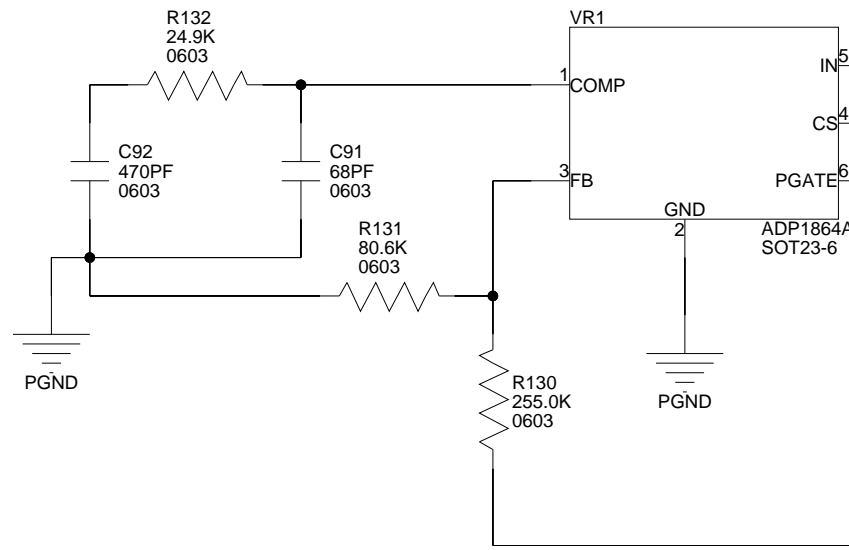 R132
24.9K
0603
VR1
1
COMP
IN
5
CS
4
C92
470PF
0603
C91
68PF
0603
3
FB
PGATE
6
GND
2
ADP1864A
SOT23-6
R131
80.6K
0603
PGND
R130
255.0K
0603
PGND